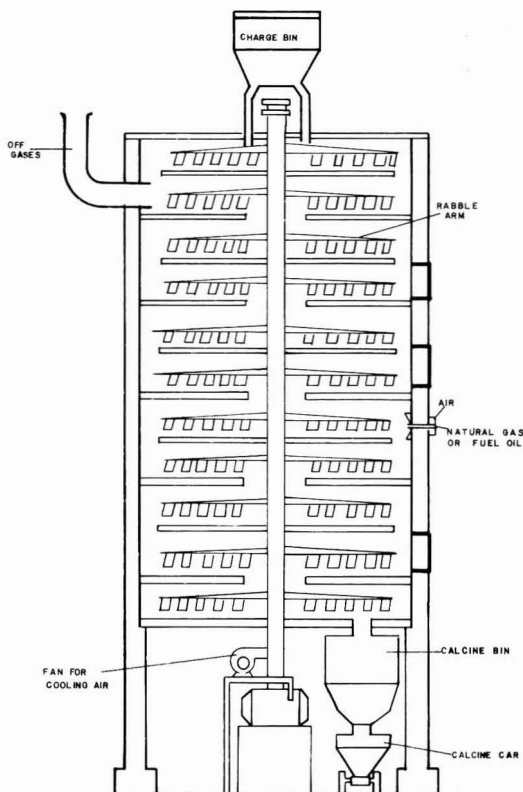 CHARGE BIN
OFF
GASES
RABBLE
ARM
AIR
NATURAL GAS
OR FUEL OIL
CALCINE BIN
FAN FOR
COOLING AIR
CALCINE CAR